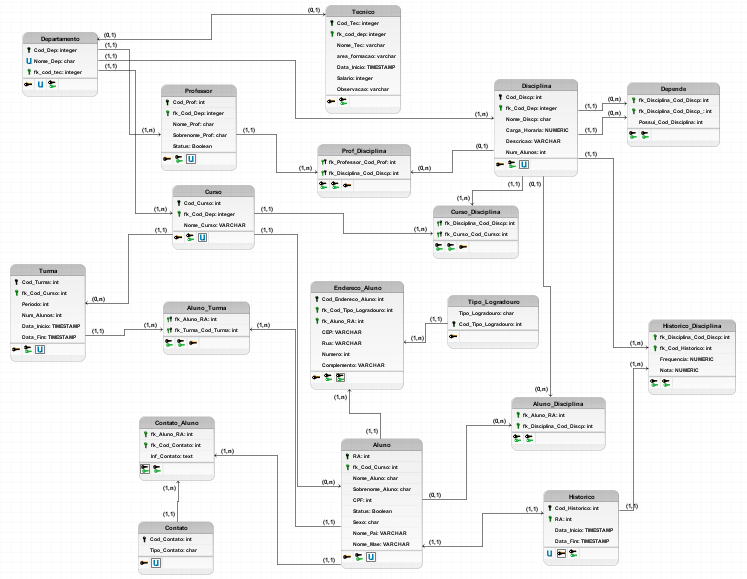 Tecnico
Cod_Tec: integer
fk_cod_dep: integer
Nome_Tec: varchar
area_formacao: varchar
Data_Inicio: TIMESTAMP
Salario: integer
Observacao: varchar
(0,1)
(0,1)
Departamento
Cod_Dep: integer
Nome_Dep: char
fk_cod_tec: integer
U
U
(1,1)
(1,1)
(1,1)
Professor
Cod_Prof: int
fk_Cod_Dep: integer
Nome_Prof: char
Sobrenome_Prof: char
Status: Boolean
U
(1,n)
(1,1)
(1,n)
Disciplina
Cod_Discp: int
fk_Cod_Dep: integer
Nome_Discp: char
Carga_Horaria: NUMERIC
Descricao: VARCHAR
Num_Alunos: int
U
(1,n)
(1,1)
(1,1)
(0,1)
(1,1)
(1,1)
(0,1)
(1,1)
Depende
fk_Disciplina_Cod_Discp: int
fk_Disciplina_Cod_Discp_: int
Possui_Cod_Disciplina: int
(0,n)
(0,n)
Prof_Disciplina
fk_Professor_Cod_Prof: int
fk_Disciplina_Cod_Discp: int
(0,n)
Curso
Cod_Curso: int
fk_Cod_Dep: integer
Nome_Curso: VARCHAR
U
(1,n)
(1,1)
(1,1)
(1,1)
Curso_Disciplina
fk_Disciplina_Cod_Discp: int
fk_Curso_Cod_Curso: int
(1,n)
(1,n)
Turma
Cod_Turma: int
fk_Cod_Curso: int
Periodo: int
Num_Alunos: int
Data_Inicio: TIMESTAMP
Data_Fim: TIMESTAMP
U
(0,n)
(1,1)
Aluno_Turma
fk_Aluno_RA: int
fk_Turma_Cod_Turma: int
(1,n)
(1,n)
Endereco_Aluno
Cod_Endereco_Aluno: int
fk_Cod_Tipo_Logradouro: int
fk_Aluno_RA: int
CEP: VARCHAR
Rua: VARCHAR
Numero: int
Complemento: VARCHAR
(1,n)
(1,n)
Tipo_Logradouro
Tipo_Logradouro: char
Cod_Tipo_Logradouro: int
(1,1)
Historico_Disciplina
fk_Disciplina_Cod_Discp: int
fk_Cod_Historico: int
Frequencia: NUMERIC
Nota: NUMERIC
(1,n)
(1,n)
Aluno_Disciplina
fk_Aluno_RA: int
fk_Disciplina_Cod_Discp: int
(0,n)
(0,n)
Contato_Aluno
fk_Aluno_RA: int
fk_Cod_Contato: int
Inf_Contato: text
(1,n)
(1,n)
Aluno
RA: int
fk_Cod_Curso: int
Nome_Aluno: char
Sobrenome_Aluno: char
CPF: int
Status: Boolean
Sexo: char
Nome_Pai: VARCHAR
Nome_Mae: VARCHAR
U
(1,1)
(0,n)
(0,1)
(1,1)
(1,1)
(1,1)
Historico
Cod_Historico: int
RA: int
Data_Inicio: TIMESTAMP
Data_Fim: TIMESTAMP
U
(1,1)
(1,1)
Contato
Cod_Contato: int
Tipo_Contato: char
U
(1,1)